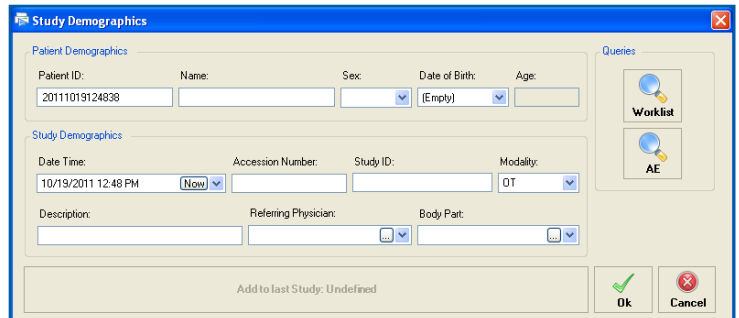 Study Demographics
Patient Demographics
Queries
Patient ID: Name: Sex: Date of Birth: Age:
20111019124838 (Empty)
Worklist
Study Demographics
Date Time: Accession Number: Study ID: Modality:
AE
10/19/2011 12:48 PM Now OT
Description: Referring Physician: Body Part:
... ...
Add to last Study: Undefined
Ok Cancel